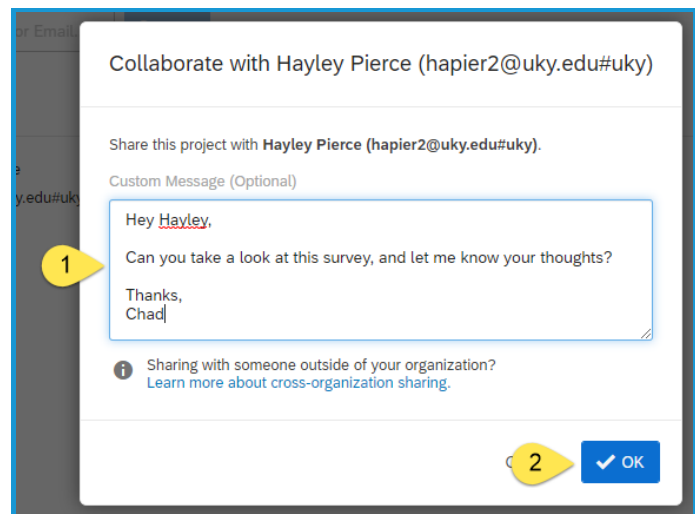 or Email.
Collaborate with Hayley Pierce (hapier2@uky.edu#uky)
Share this project with Hayley Pierce (hapier2@uky.edu#uky).
y.edu#uky
Custom Message (Optional)
Hey Hayley,
Can you take a look at this survey, and let me know your thoughts?
1
Thanks,
Chad
Sharing with someone outside of your organization?
Learn more about cross-organization sharing.
2
OK